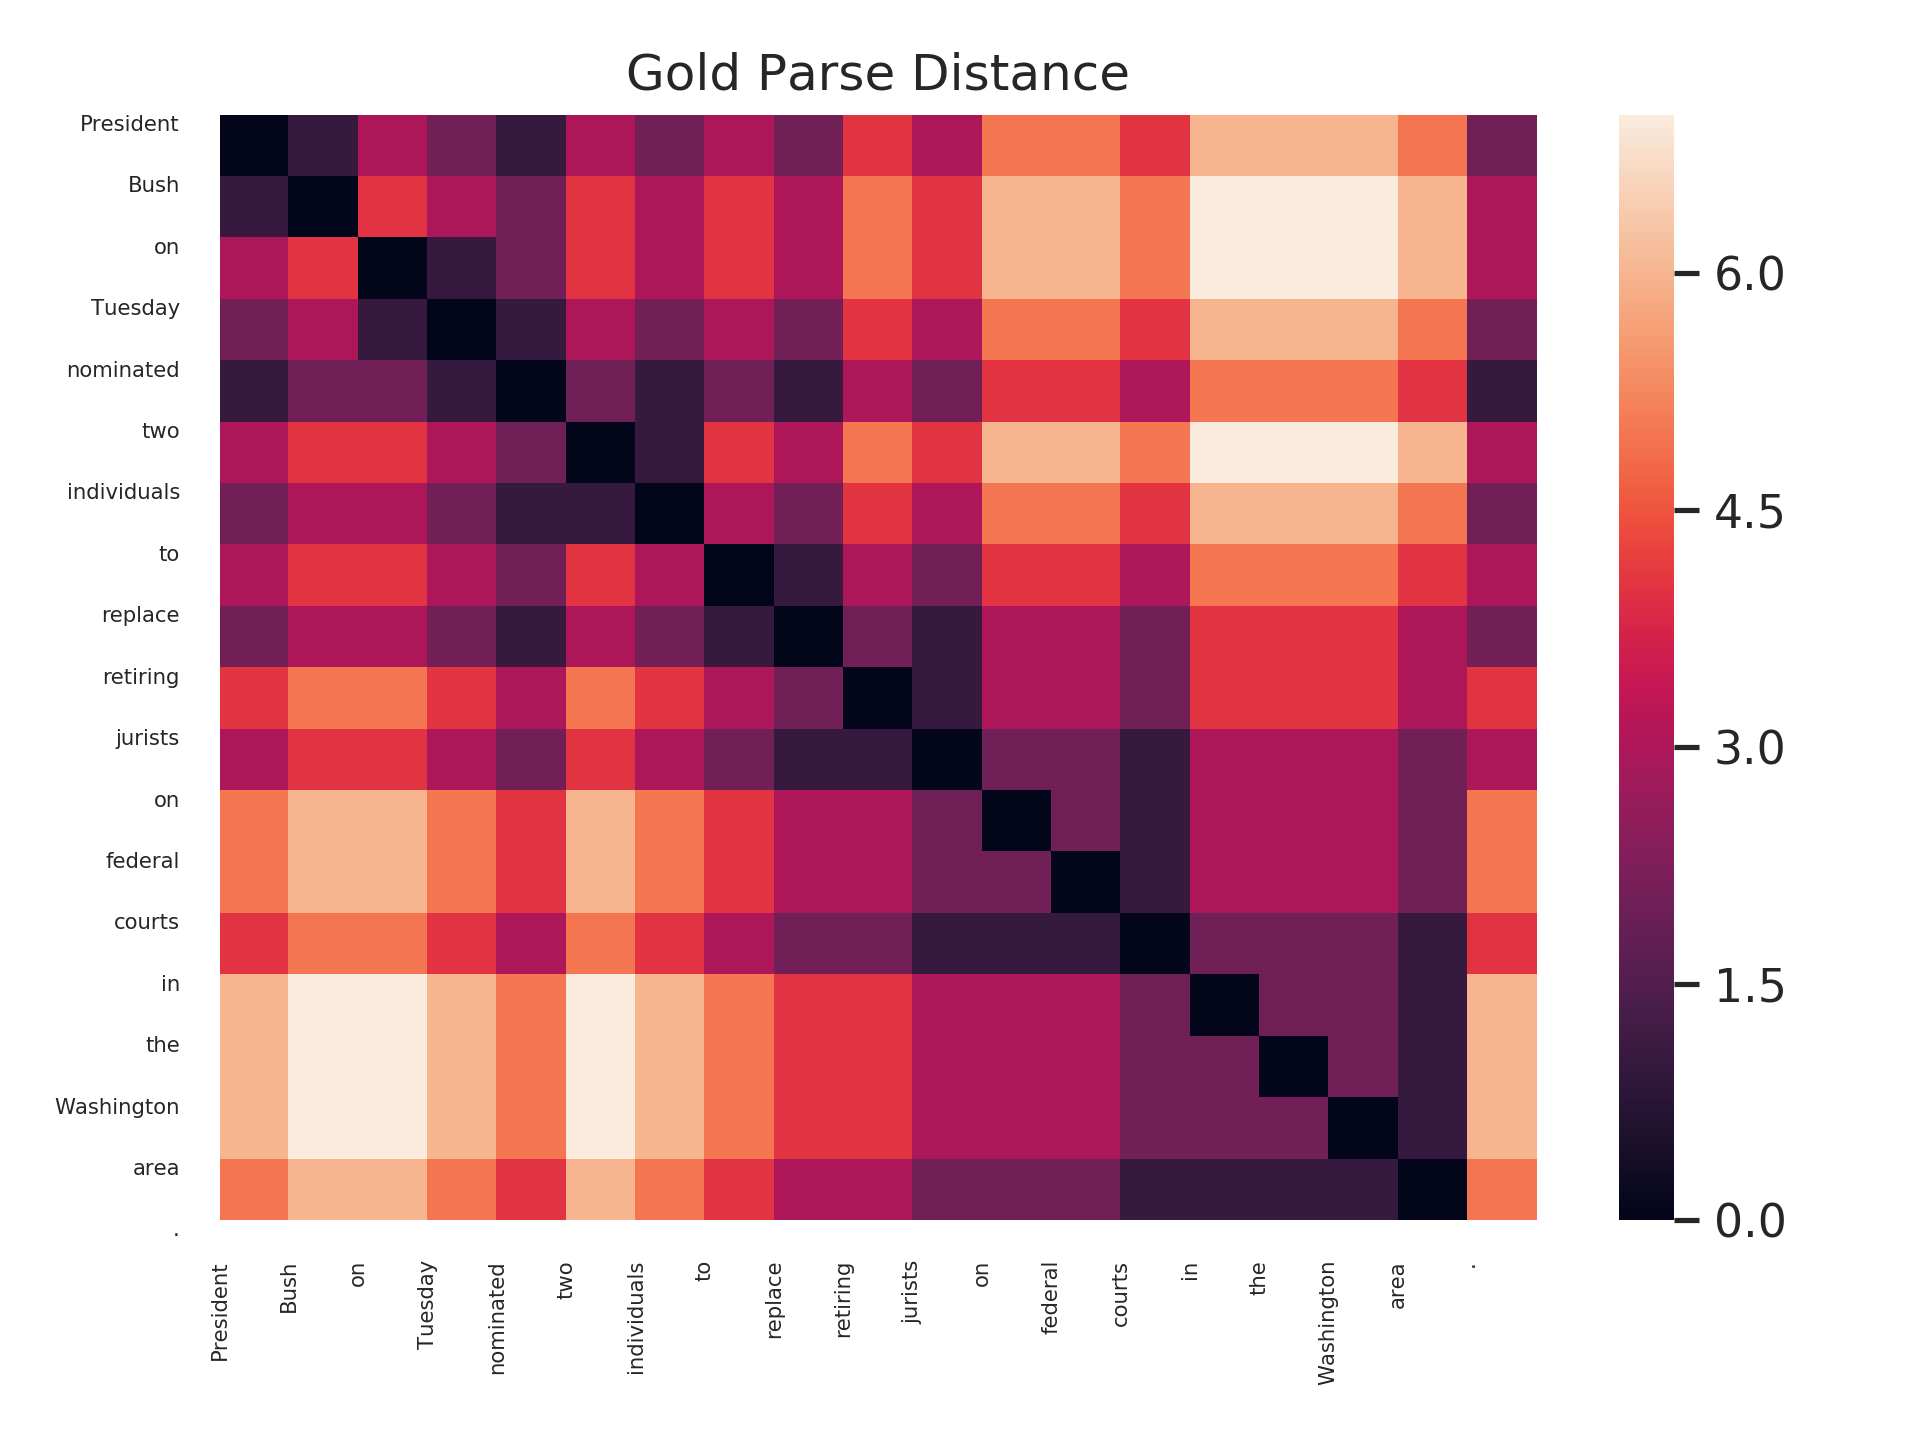 Gold Parse Distance
President
Bush
on
Tuesday
nominated
two
individuals
to
replace
retiring
jurists
on
federal
courts
in
the
Washington
area
.
6.0
4.5
3.0
1.5
0.0
President
Bush
on
Tuesday
nominated
two
individuals
to
replace
retiring
jurists
on
federal
courts
in
the
Washington
area
.